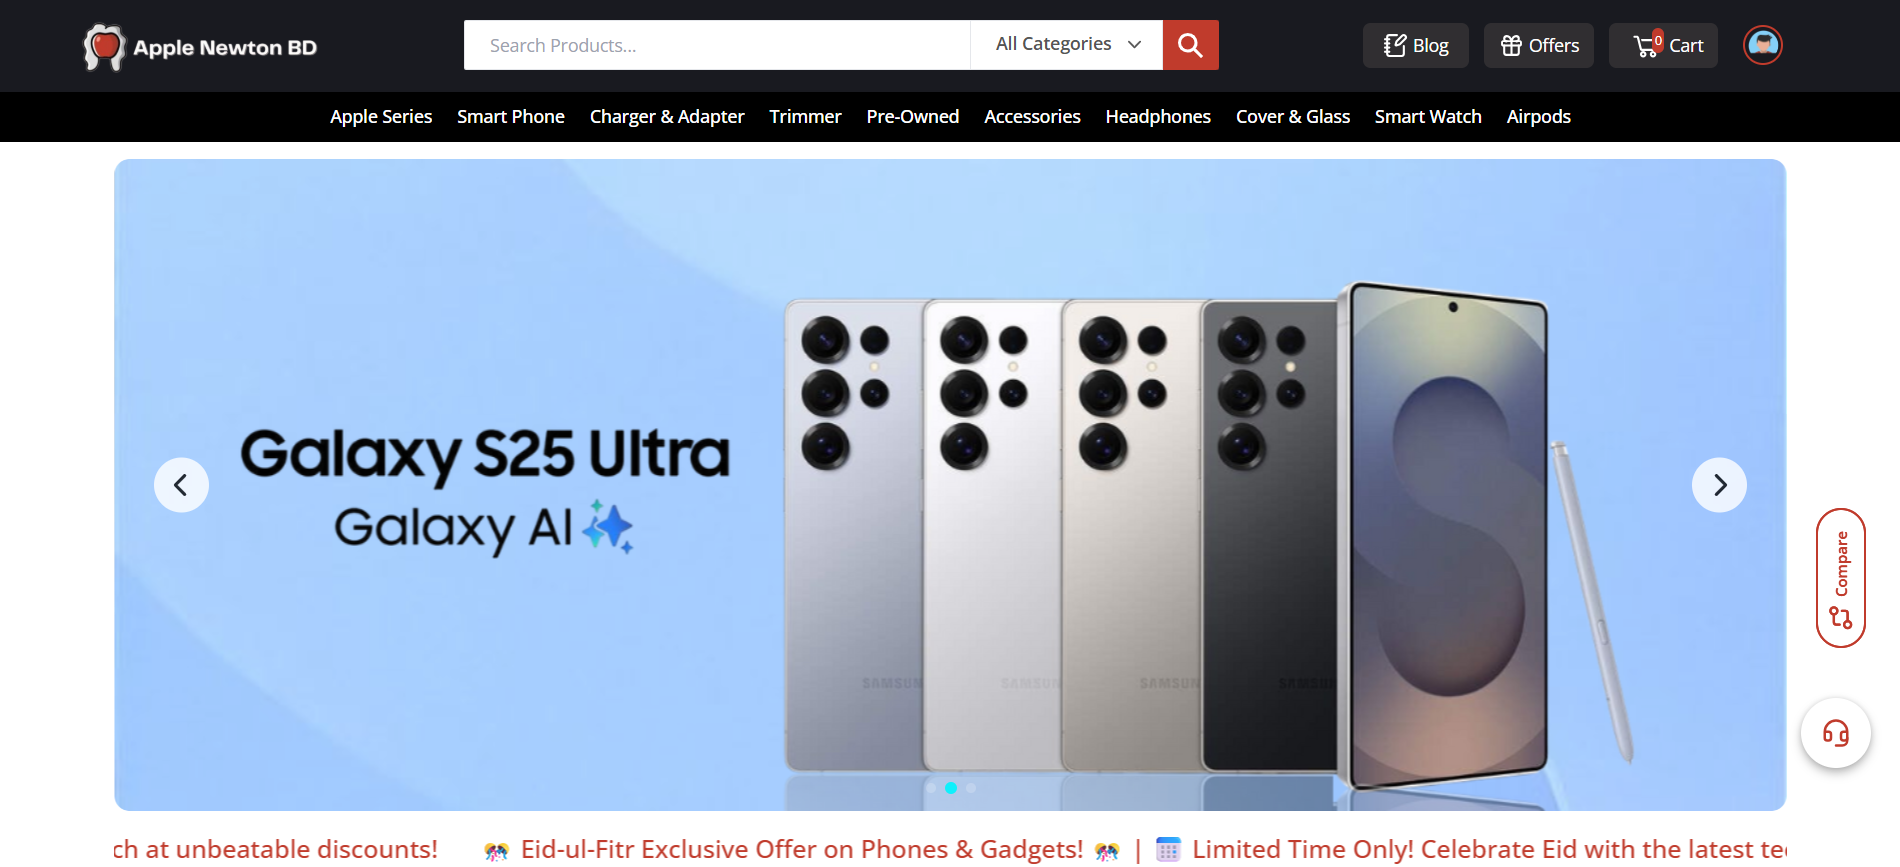 Apple Newton BD
Search Products...
All Categories
Blog
Offers
0
Cart
Apple Series
Smart Phone
Charger & Adapter
Trimmer
Pre-Owned
Accessories
Headphones
Cover & Glass
Smart Watch
Airpods
Galaxy S25 Ultra
Galaxy AI
SAMSUN
SAMSUN
SAMSUN
SAMSUN
Compare
ch at unbeatable discounts! Eid-ul-Fitr Exclusive Offer on Phones & Gadgets! | Limited Time Only! Celebrate Eid with the latest te